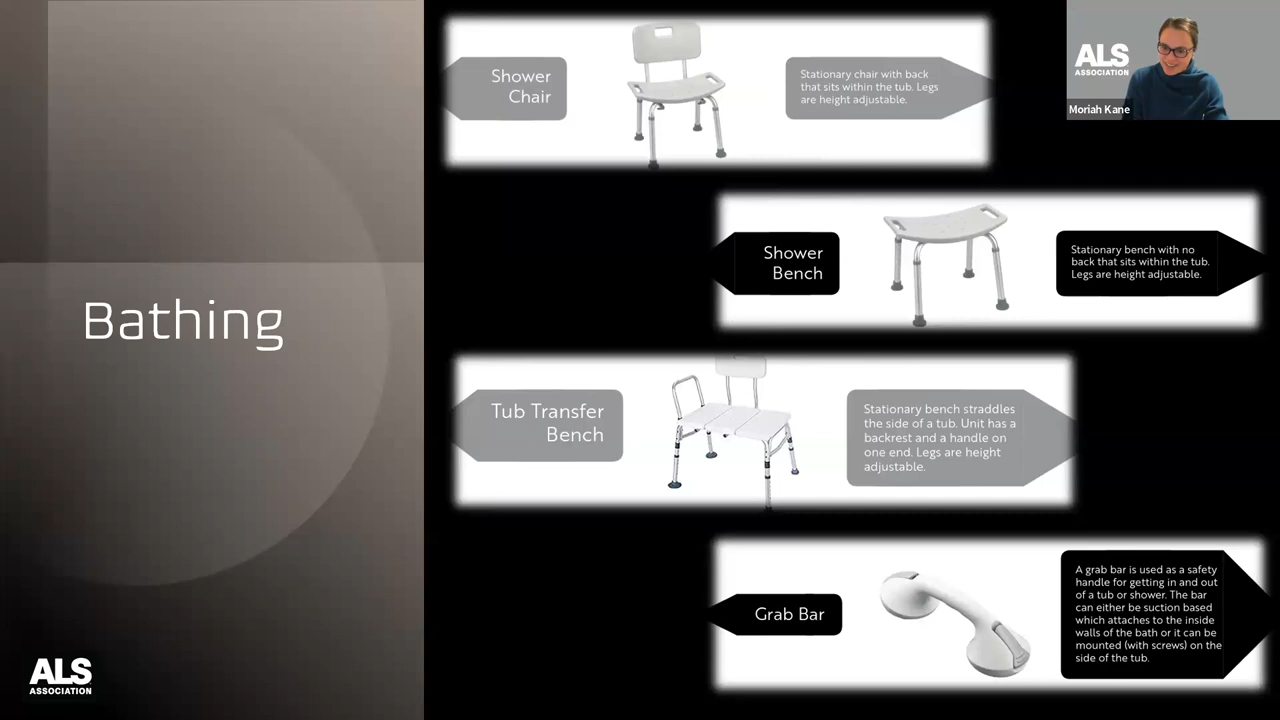 Bathing
ALS
ASSOCIATION
Shower
Chair
Stationary chair with back
that sits within the tub. Legs
are height adjustable.
ALS
ASSOCIATION
Moriah Kane
Shower
Bench
Stationary bench with no
back that sits within the tub.
Legs are height adjustable.
Tub Transfer
Bench
Stationary bench straddles
the side of a tub. Unit has a
backrest and a handle on
one end. Legs are height
adjustable.
Grab Bar
A grab bar is used as a safety
handle for getting in and out
of a tub or shower. The bar
can either be suction based
which attaches to the inside
walls of the bath or it can be
mounted (with screws) on the
side of the tub.